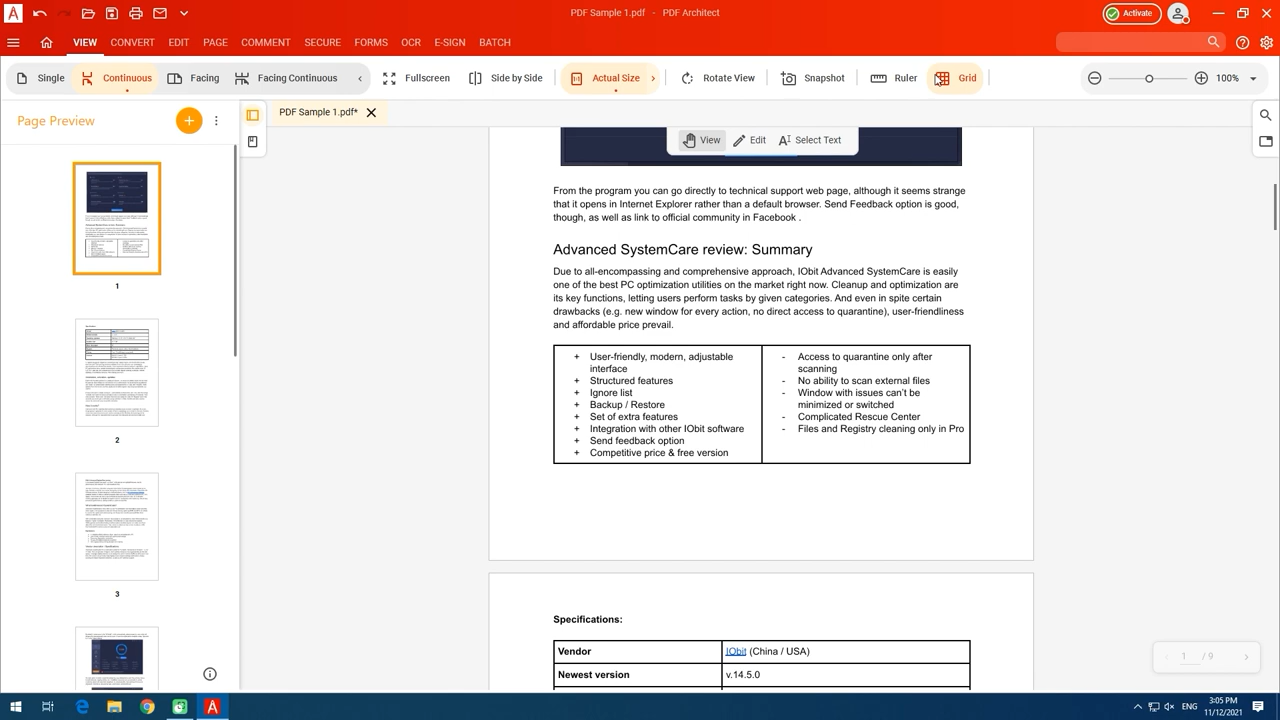 PDF Sample 1.pdf - PDF Architect
Activate
VIEW CONVERT EDIT PAGE COMMENT SECURE FORMS OCR E-SIGN BATCH
Single Continuous Facing Facing Continuous Fullscreen Side by Side Actual Size Rotate View Snapshot Ruler Grid 100%
Page Preview
PDF Sample 1.pdf*
View Edit Select Text
From the program you can go directly to technical support web page, although it seems strange
that it opens in Internet Explorer rather than a default browser. Send Feedback option is good,
though, as well as link to official community in Facebook .
Advanced SystemCare review: Summary
Due to all-encompassing and comprehensive approach, IObit Advanced SystemCare is easily
one of the best PC optimization utilities on the market right now. Cleanup and optimization are
its key functions, letting users perform tasks by given categories. And even in spite certain
drawbacks (e.g. new window for every action, no direct access to quarantine), user-friendliness
and affordable price prevail.
+ User-friendly, modern, adjustable
interface
+ Structured features
+ Ignore list
+ Backup / Restore
+ Set of extra features
+ Integration with other IObit software
+ Send feedback option
+ Competitive price & free version
- Access to quarantine only after
scanning
- No ability to scan external files
- Window with issues can't be
minimized or switched
- Complicated Rescue Center
- Files and Registry cleaning only in Pro
Specifications:
Vendor IObit (China / USA)
Newest version v.14.5.0
1
2
3
1 / 9
ENG
3:05 PM
11/12/2021